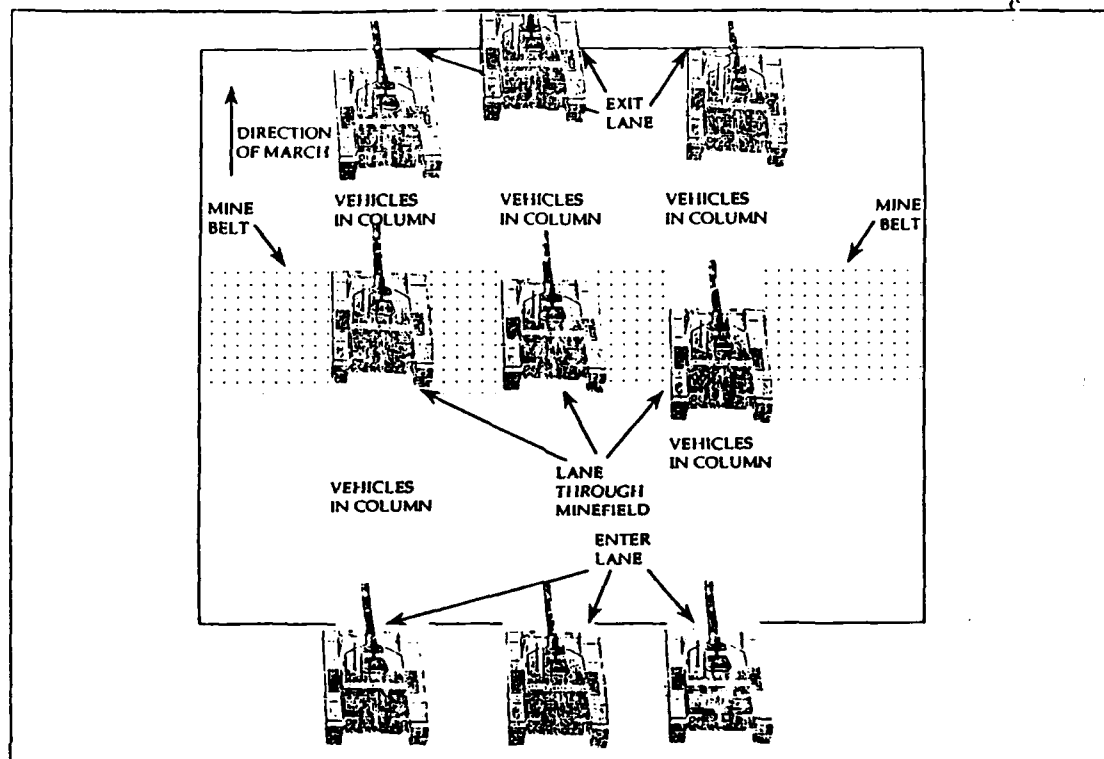 EXIT
LANE
DIRECTION
OF MARCH
VEHICLES
IN COLUMN
VEHICLES
IN COLUMN
VEHICLES
IN COLUMN
MINE
BELT
MINE
BELT
VEHICLES
IN COLUMN
LANE
THROUGH
MINEFIELD
VEHICLES
IN COLUMN
ENTER
LANE